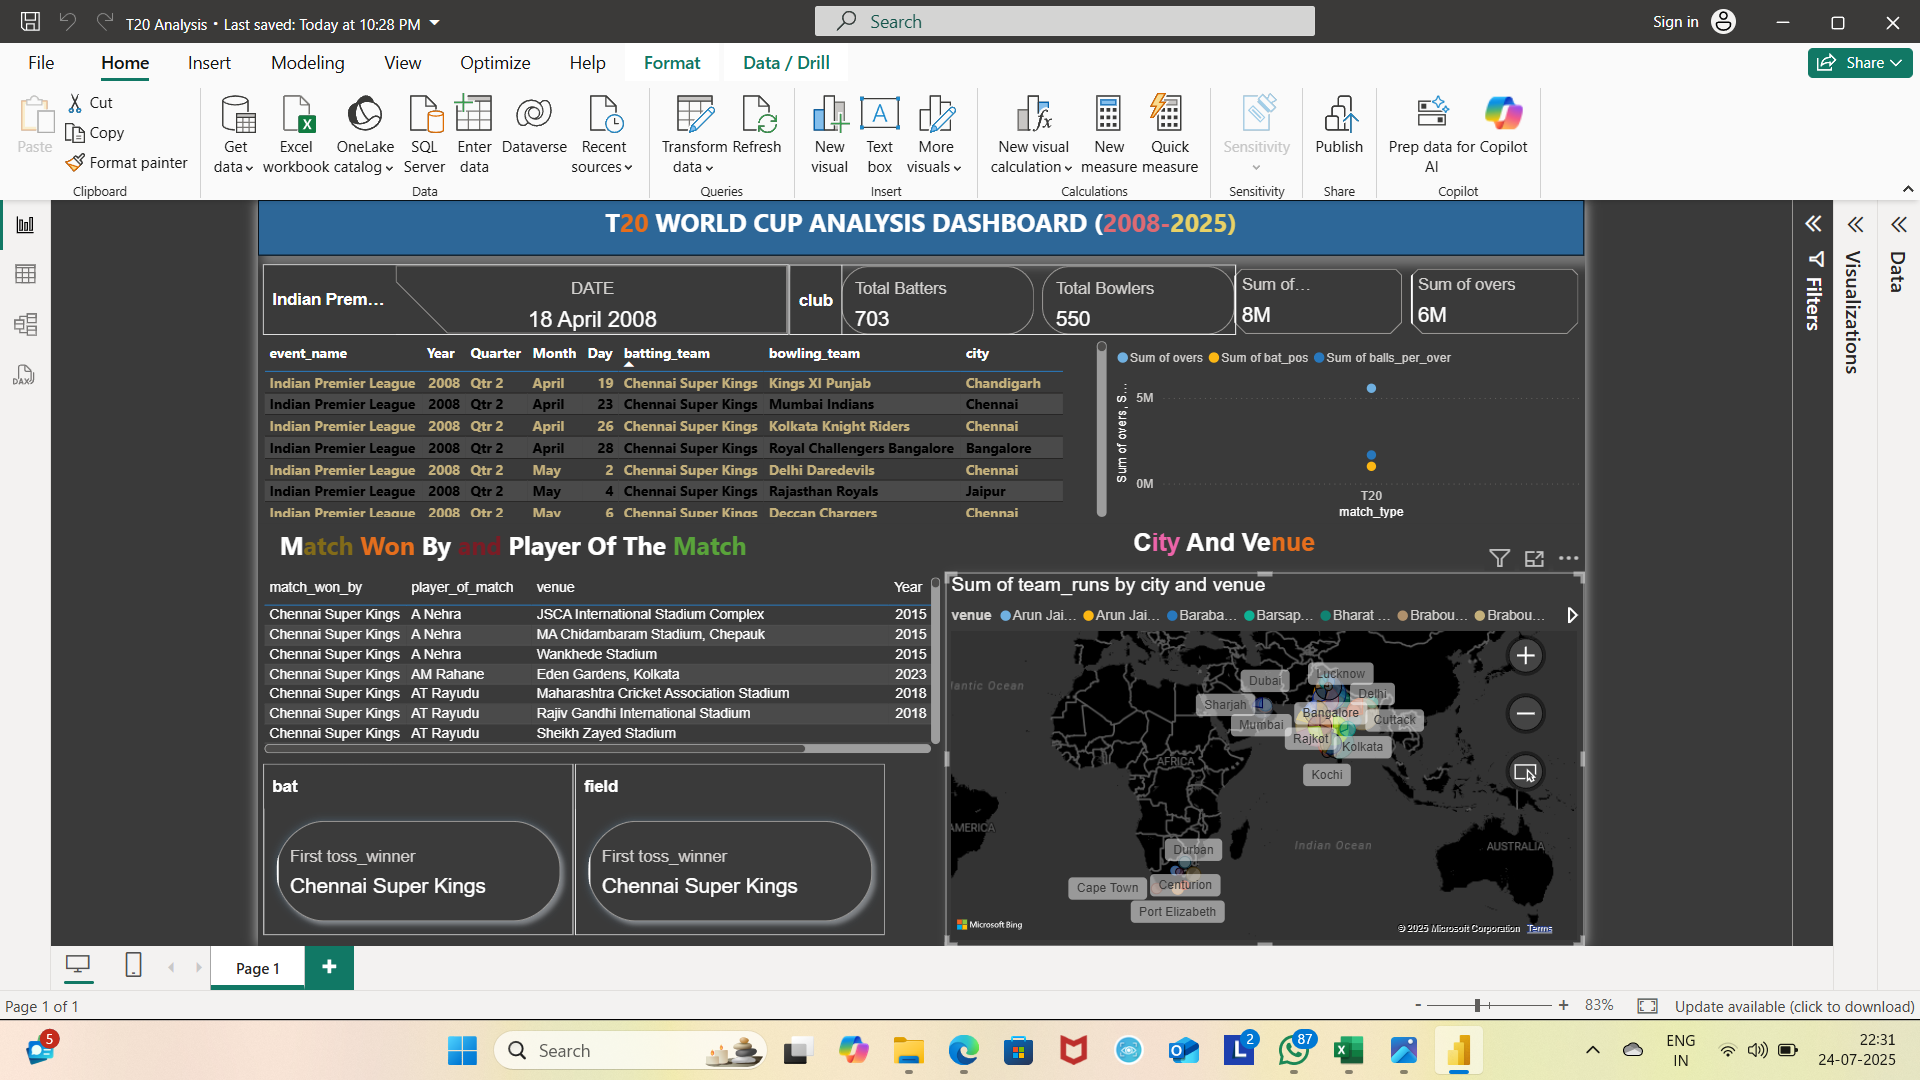 T20 Analysis • Last saved: Today at 10:28 PM
Search
Sign in
File Home Insert Modeling View Optimize Help Format Data / Drill
Share
Paste
Cut
Copy
Format painter
Clipboard
Get data
Excel workbook
OneLake catalog
SQL Server
Enter data
Dataverse
Recent sources
Data
Transform data
Refresh
Queries
New visual
Text box
More visuals
Insert
New visual calculation
New measure
Quick measure
Calculations
Sensitivity
Sensitivity
Publish
Share
Prep data for AI
Copilot
Copilot
T20 WORLD CUP ANALYSIS DASHBOARD (2008-2025)
Indian Prem...
DATE
18 April 2008
club
Total Batters
703
Total Bowlers
550
Sum of...
8M
Sum of overs
6M
event_name Year Quarter Month Day batting_team bowling_team city
Indian Premier League 2008 Qtr 2 April 19 Chennai Super Kings Kings XI Punjab Chandigarh
Indian Premier League 2008 Qtr 2 April 23 Chennai Super Kings Mumbai Indians Chennai
Indian Premier League 2008 Qtr 2 April 26 Chennai Super Kings Kolkata Knight Riders Chennai
Indian Premier League 2008 Qtr 2 April 28 Chennai Super Kings Royal Challengers Bangalore Bangalore
Indian Premier League 2008 Qtr 2 May 2 Chennai Super Kings Delhi Daredevils Chennai
Indian Premier League 2008 Qtr 2 May 4 Chennai Super Kings Rajasthan Royals Jaipur
Indian Premier League 2008 Qtr 2 May 6 Chennai Super Kings Deccan Chargers Chennai
Sum of overs Sum of bat_pos Sum of balls_per_over
Sum of overs, S...
5M
0M
T20
match_type
Match Won By and Player Of The Match
match_won_by player_of_match venue Year
Chennai Super Kings A Nehra JSCA International Stadium Complex 2015
Chennai Super Kings A Nehra MA Chidambaram Stadium, Chepauk 2015
Chennai Super Kings A Nehra Wankhede Stadium 2015
Chennai Super Kings AM Rahane Eden Gardens, Kolkata 2023
Chennai Super Kings AT Rayudu Maharashtra Cricket Association Stadium 2018
Chennai Super Kings AT Rayudu Rajiv Gandhi International Stadium 2018
Chennai Super Kings AT Rayudu Sheikh Zayed Stadium
City And Venue
Sum of team_runs by city and venue
venue Arun Jai... Arun Jai... Baraba... Barsap... Bharat ... Brabou... Brabou...
lantic Ocean
Dubai
Lucknow
Delhi
Sharjah
Bangalore
Mumbai
Cuttack
Rajkot
Kolkata
AFRICA
Kochi
AMERICA
Indian Ocean
AUSTRALIA
Durban
Cape Town
Centurion
Port Elizabeth
Microsoft Bing
© 2025 Microsoft Corporation Terms
bat
First toss_winner
Chennai Super Kings
field
First toss_winner
Chennai Super Kings
Filters
Visualizations
Data
Page 1
+
Page 1 of 1
- + 83%
Update available (click to download)
5
Search
2
87
ENG
IN
22:31
24-07-2025